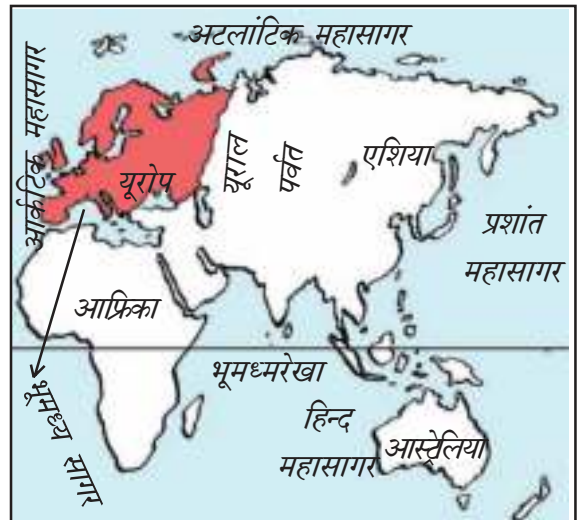 अटलांटिक महासागर
आर्कटिक महासागर
यूरोप
यूराल
पर्वत
एशिया
प्रशांत
महासागर
आफ्रिका
भूमध्मरेखा
भूमध्य सागर
हिन्द
महासागर
आस्ट्रेलिया